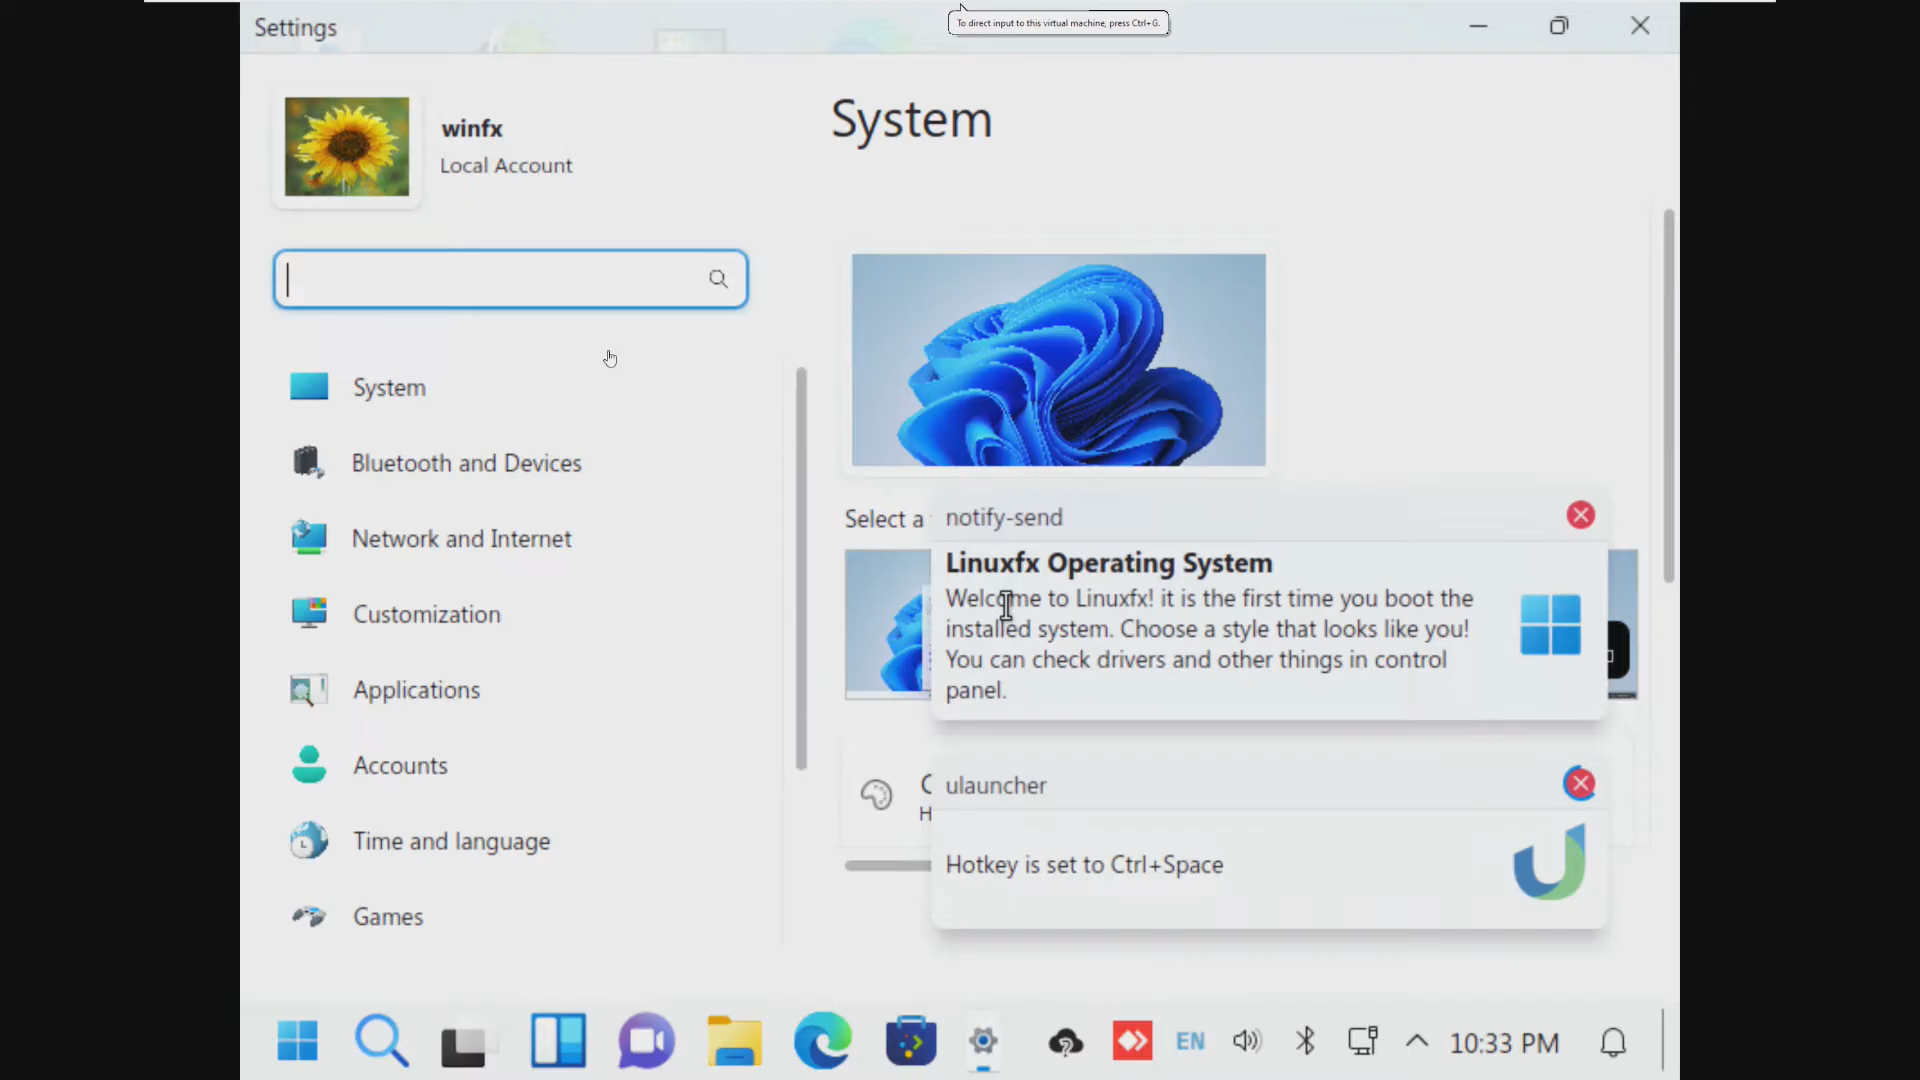 To direct input to this virtual machine, press Ctrl+G.
Settings
winfx
Local Account
System
System
Bluetooth and Devices
Network and Internet
Customization
Applications
Accounts
Time and language
Games
Select a
notify-send
Linuxfx Operating System
Welcome to Linuxfx! it is the first time you boot the
installed system. Choose a style that looks like you!
You can check drivers and other things in control
panel.
ulauncher
Hotkey is set to Ctrl+Space
EN
10:33 PM